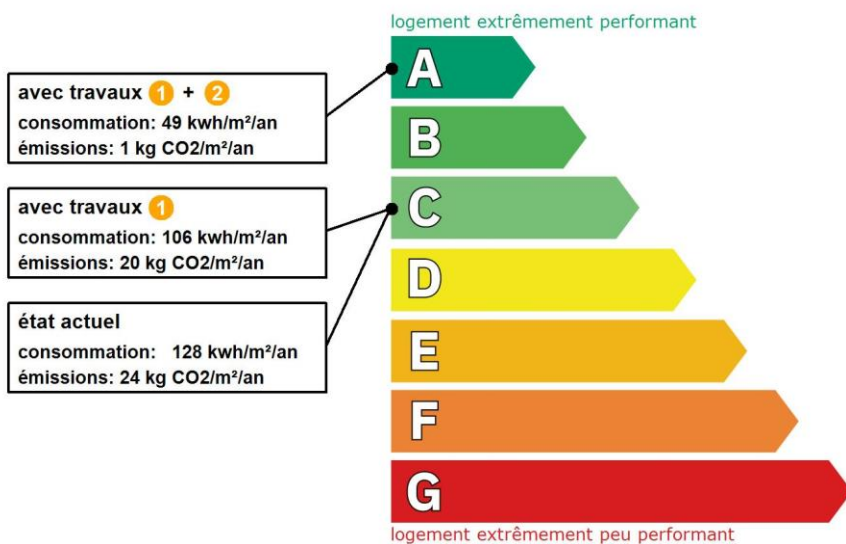 logement extrêmement performant
A
avec travaux 1 + 2
consommation: 49 kwh/m²/an
émissions: 1 kg CO2/m²/an
B
avec travaux 1
consommation: 106 kwh/m²/an
émissions: 20 kg CO2/m²/an
C
D
état actuel
consommation: 128 kwh/m²/an
émissions: 24 kg CO2/m²/an
E
F
G
logement extrêmement peu performant